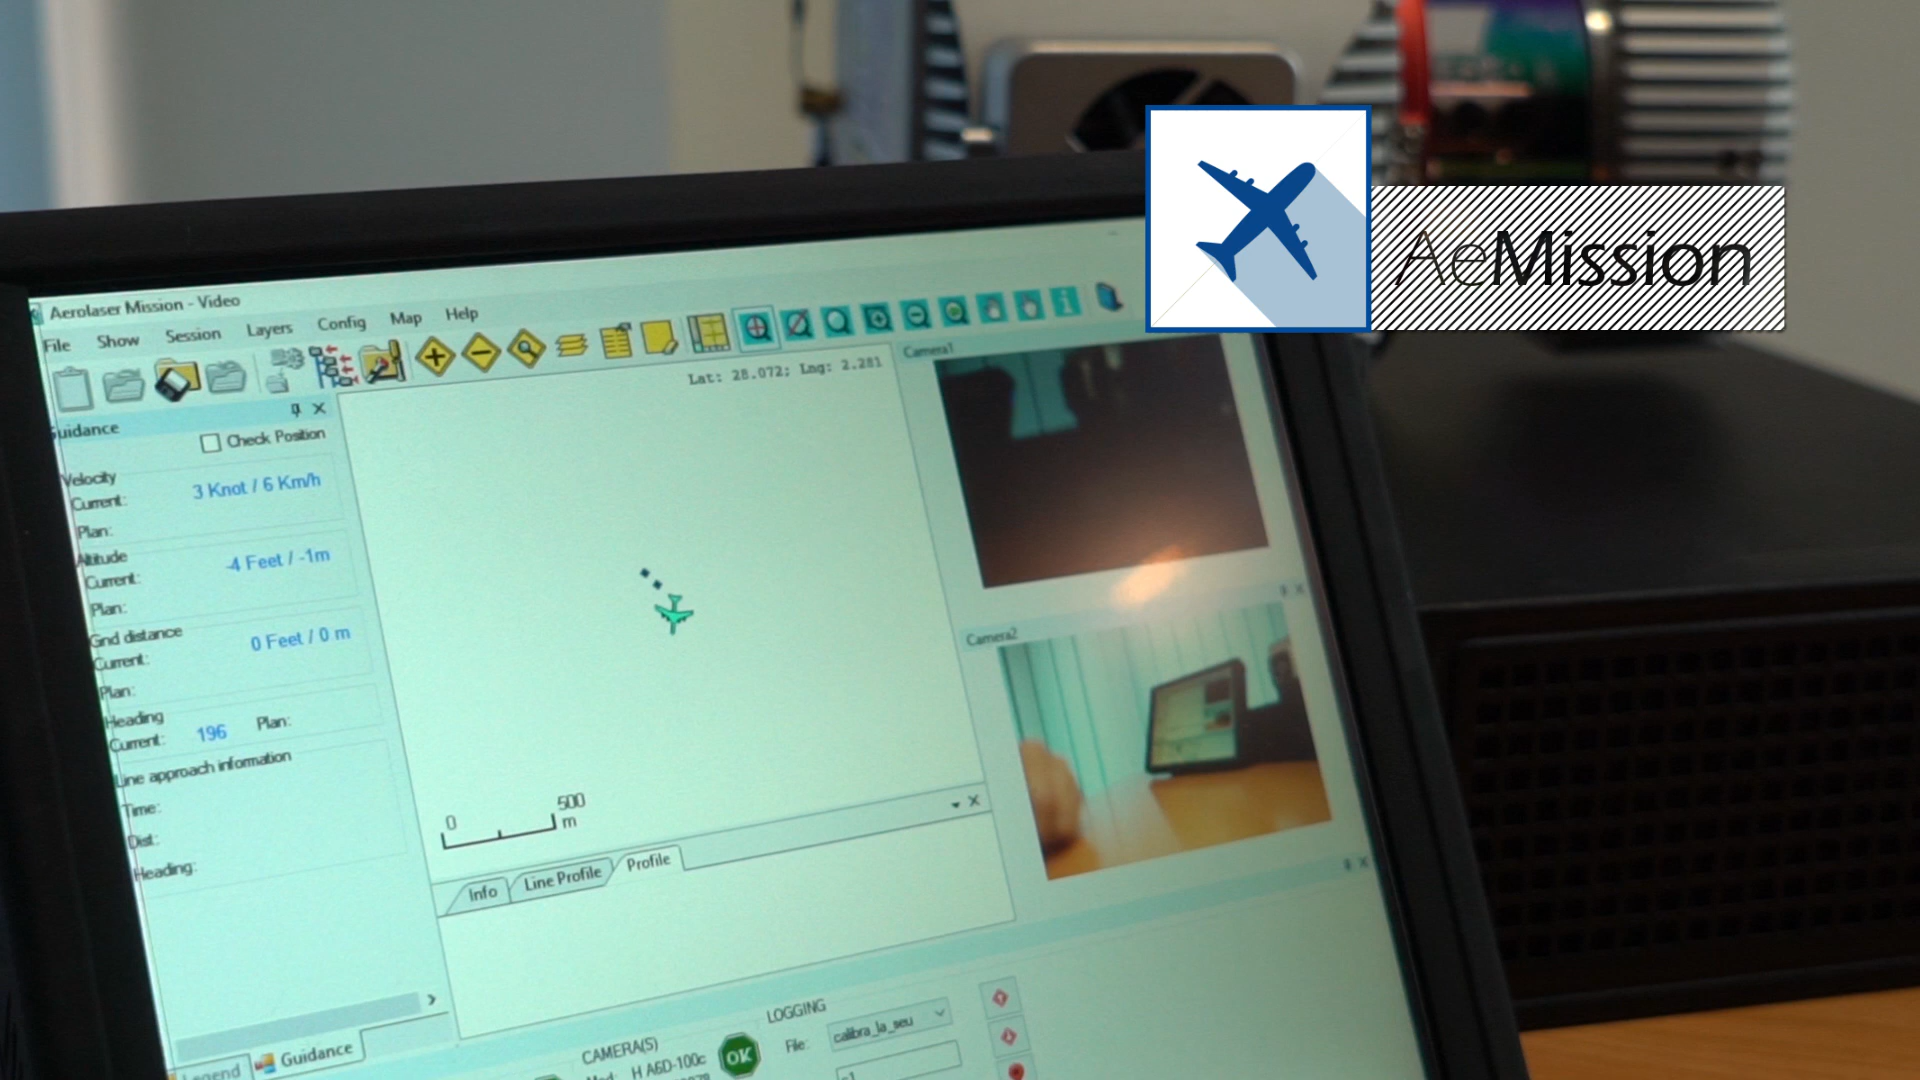 AeMission
Aerolaser Mission - Video
File Show Session Layers Config Map Help
Lat: 28.072; Lng: 2.281
Guidance
Check Position
Velocity
Current: 3 Knot / 6 Km/h
Plan:
Altitude
Current: -4 Feet / -1m
Plan:
Gnd distance
Current: 0 Feet / 0 m
Plan:
Heading
Current: 196 Plan:
Line approach information
Time:
Dist:
Heading:
0 500
m
Camera1
Camera2
Info Line Profile Profile
Legend Guidance
CAMERA(S)
H A6D-100c
OK
LOGGING
File: calibra_la_seu